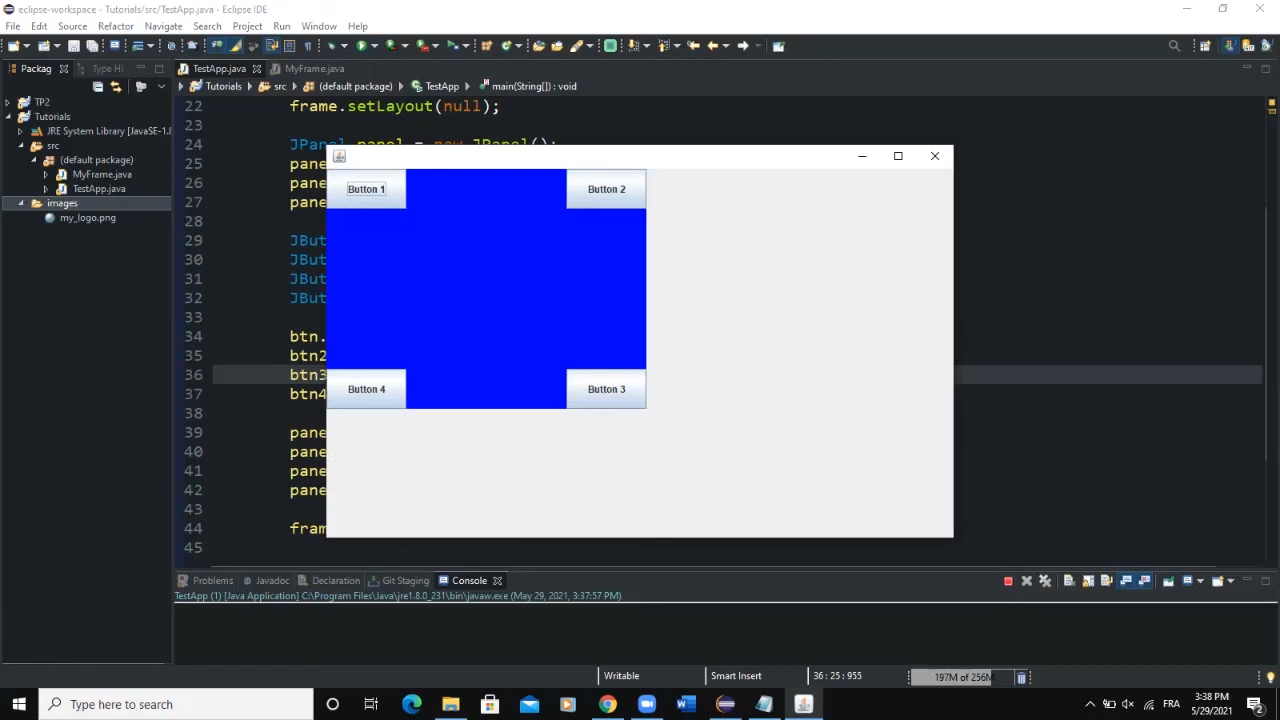 eclipse-workspace - Tutorials/src/TestApp.java - Eclipse IDE
File Edit Source Refactor Navigate Search Project Run Window Help
Packag Type Hi TestApp.java MyFrame.java
Tutorials src (default package) TestApp main(String[]) : void
TP2
Tutorials
JRE System Library [JavaSE-1.
src
(default package)
MyFrame.java
TestApp.java
images
my_logo.png
22 frame.setLayout(null);
23
24 JPanel panel = new JPanel();
25 pane
26 pane
27 pane
28
29 JBut
30 JBut
31 JBut
32 JBut
33
34 btn.
35 btn2
36 btn3
37 btn4
38
39 pane
40 pane
41 pane
42 pane
43
44 fram
45
Button 1 Button 2
Button 4 Button 3
Problems Javadoc Declaration Git Staging Console
TestApp (1) [Java Application] C:\Program Files\Java\jre1.8.0_231\bin\javaw.exe (May 29, 2021, 3:37:57 PM)
Writable Smart Insert 36 : 25 : 955 197M of 256M
Type here to search
FRA
3:38 PM
5/29/2021
2